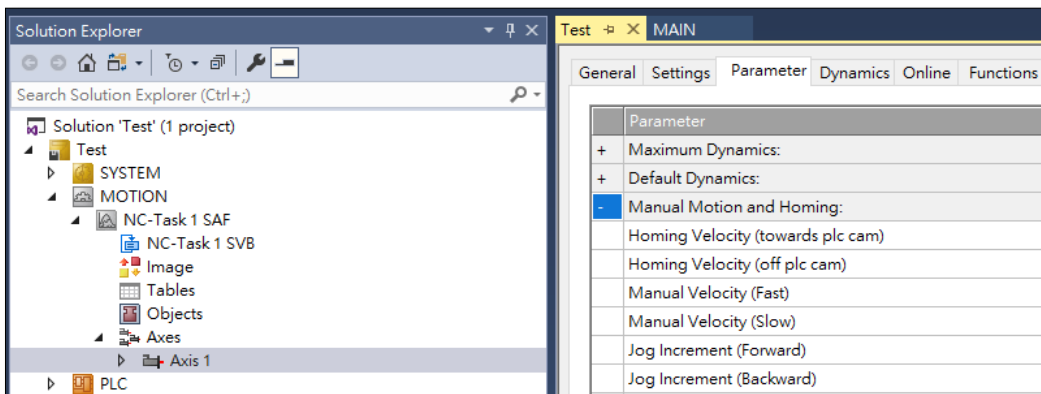 Solution Explorer
Search Solution Explorer (Ctrl+;)
Solution 'Test' (1 project)
Test
SYSTEM
MOTION
NC-Task 1 SAF
NC-Task 1 SVB
Image
Tables
Objects
Axes
Axis 1
PLC
Test MAIN
General Settings Parameter Dynamics Online Functions
Parameter
+ Maximum Dynamics:
+ Default Dynamics:
- Manual Motion and Homing:
Homing Velocity (towards plc cam)
Homing Velocity (off plc cam)
Manual Velocity (Fast)
Manual Velocity (Slow)
Jog Increment (Forward)
Jog Increment (Backward)